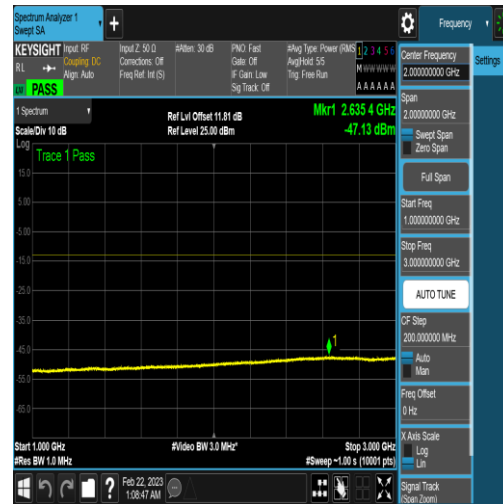 Spectrum Analyzer 1
Swept SA
+
Frequency
KEYSIGHT
Input: RF
Coupling: DC
Align: Auto
Input Z: 50 Ω
Corrections: Off
Freq Ref: Int (S)
#Atten: 30 dB
PNO: Fast
Gate: Off
IF Gain: Low
Sig Track: Off
#Avg Type: Power (RMS
Avg|Hold: 5/5
Trig: Free Run
1 2 3 4 5 6
M W W W W W
A A A A A A
RL
LXI
PASS
Center Frequency
2.000000000 GHz
Settings
Span
2.00000000 GHz
Swept Span
Zero Span
Full Span
Start Freq
1.000000000 GHz
Stop Freq
3.000000000 GHz
AUTO TUNE
CF Step
200.000000 MHz
Auto
Man
Freq Offset
0 Hz
X Axis Scale
Log
Lin
Signal Track
(Span Zoom)
1 Spectrum
Scale/Div 10 dB
Ref Lvl Offset 11.81 dB
Ref Level 25.00 dBm
Mkr1 2.635 4 GHz
-47.13 dBm
Log
Trace 1 Pass
15.0
5.00
-5.00
-15.0
-25.0
-35.0
-45.0
-55.0
-65.0
1
Start 1.000 GHz
#Res BW 1.0 MHz
#Video BW 3.0 MHz*
Stop 3.000 GHz
#Sweep ~1.00 s (10001 pts)
?
Feb 22, 2023
1:08:47 AM